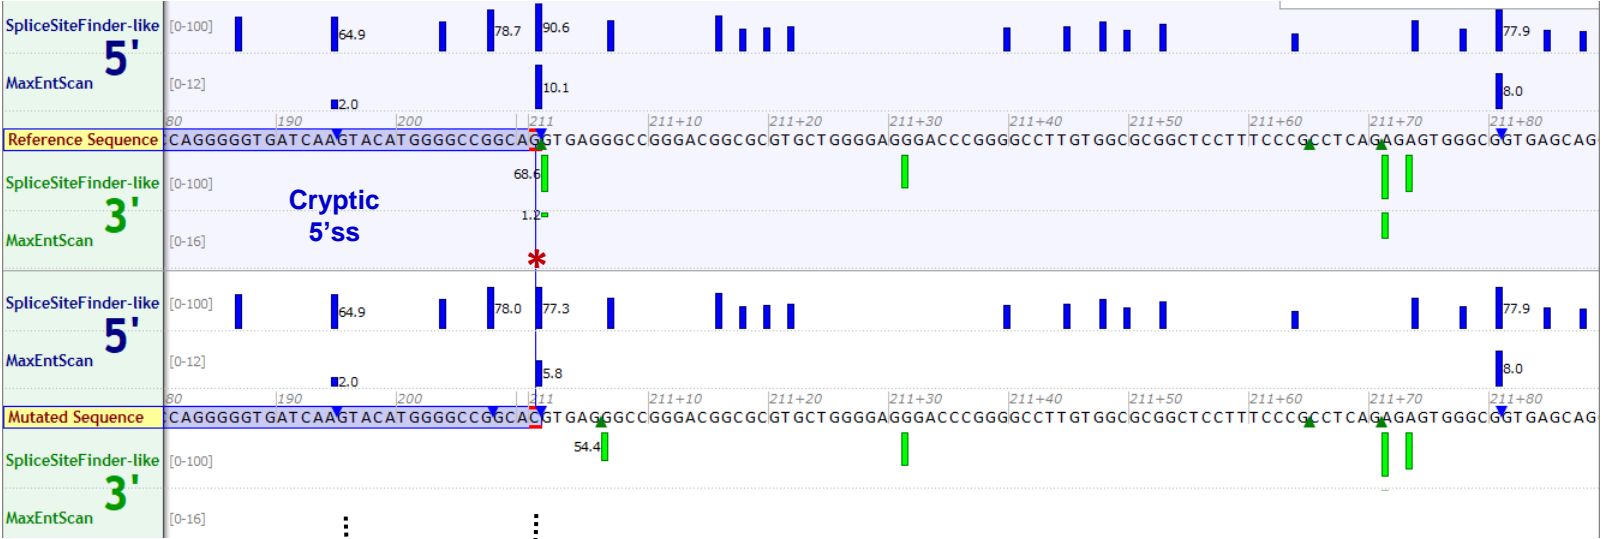 SpliceSiteFinder-like [0-100] 64.9 78.7 90.6 77.9
5'
MaxEntScan [0-12] 2.0 10.1 8.0
80 190 200 211 211+10 211+20 211+30 211+40 211+50 211+60 211+70 211+80
Reference Sequence CAGGGGGTGATCAAGTACATGGGGCCGGCAGGTGAGGGCCGGGACGGCGCGTGCTGGGGAGGGACCCGGGGCCTTGTGGCGCGGCTCCTTTCCCGCCTCAGAGAGTGGGCGGTGAGCAG
SpliceSiteFinder-like [0-100] 68.6
3'
MaxEntScan [0-16] 1.2
Cryptic
5'ss
*
SpliceSiteFinder-like [0-100] 64.9 78.0 77.3 77.9
5'
MaxEntScan [0-12] 2.0 5.8 8.0
80 190 200 211 211+10 211+20 211+30 211+40 211+50 211+60 211+70 211+80
Mutated Sequence CAGGGGGTGATCAAGTACATGGGGCCGGCACGTGAGGGCCGGGACGGCGCGTGCTGGGGAGGGACCCGGGGCCTTGTGGCGCGGCTCCTTTCCCGCCTCAGAGAGTGGGCGGTGAGCAG
SpliceSiteFinder-like [0-100] 54.4
3'
MaxEntScan [0-16]